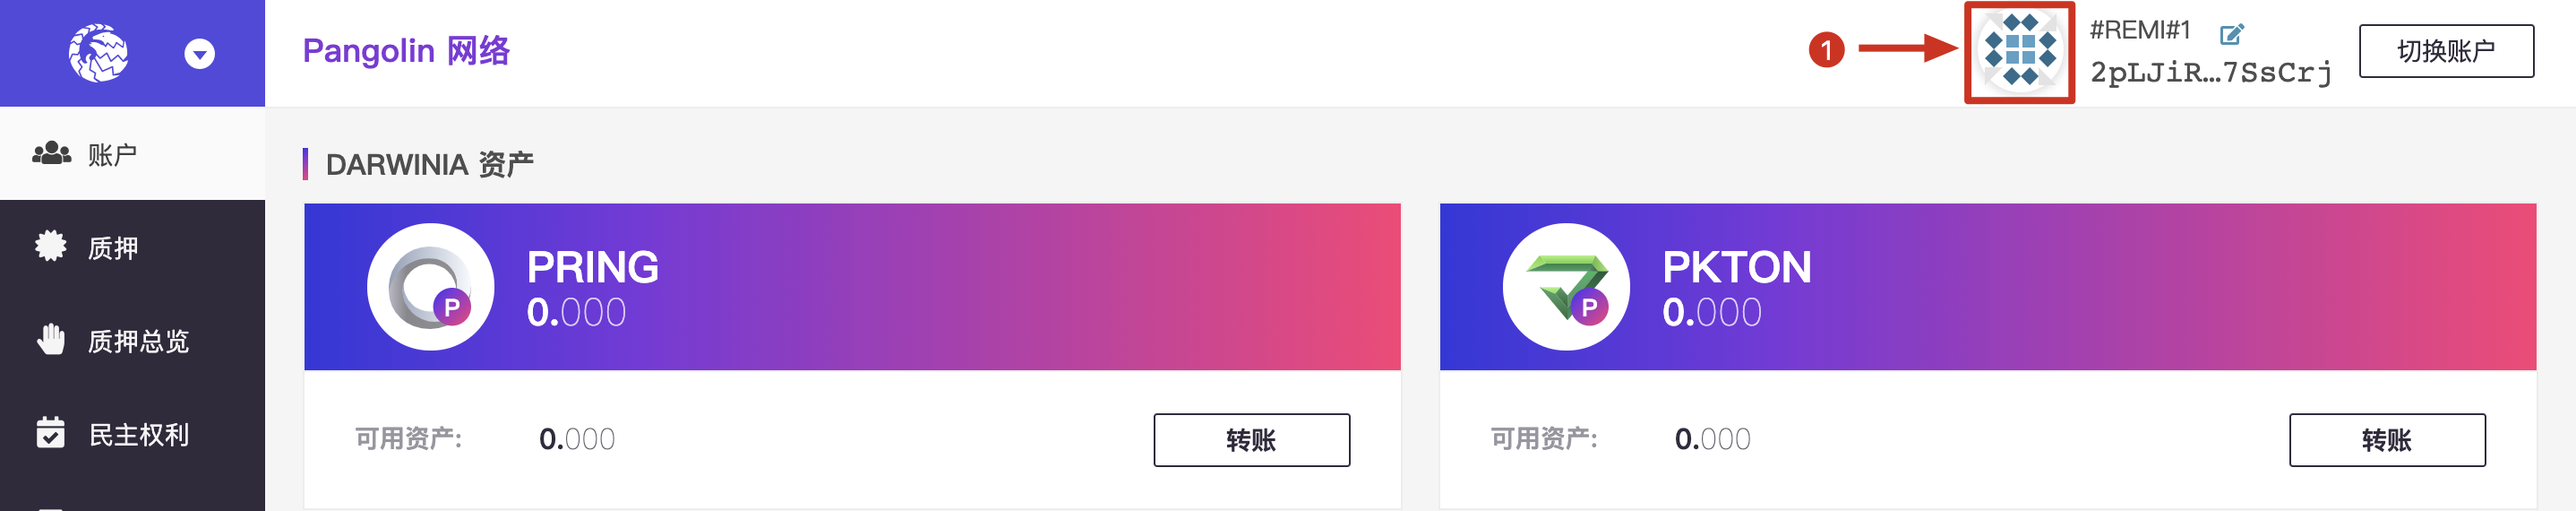 Pangolin 网络
1
#REMI#1
2pLJiR...7SsCrj
切换账户
账户
质押
质押总览
民主权利
DARWINIA 资产
P
PRING
0.000
可用资产:
0.000
转账
P
PKTON
0.000
可用资产:
0.000
转账